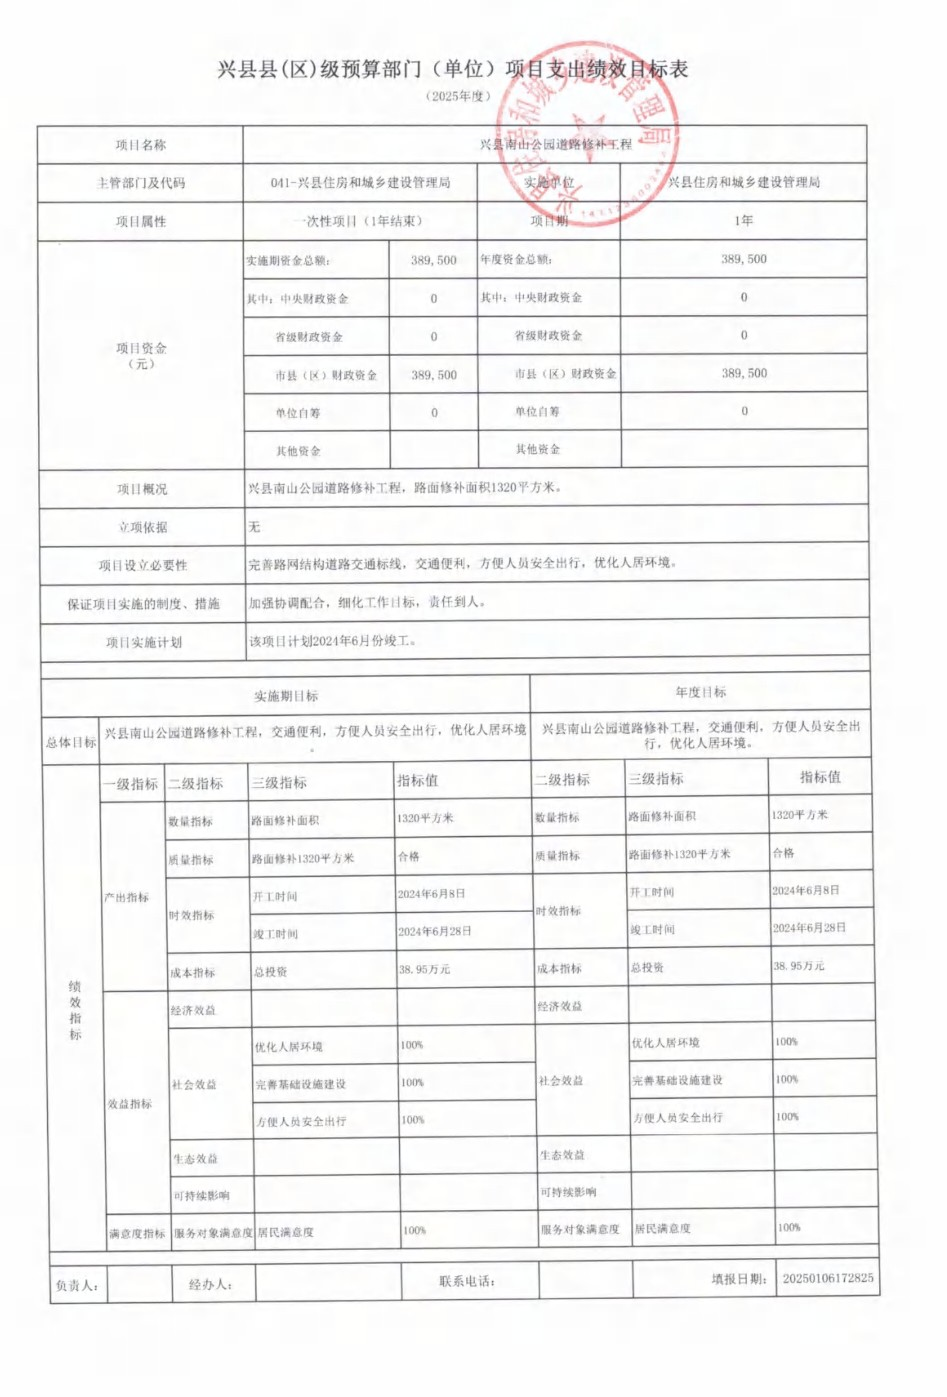 兴县县(区)级预算部门（单位）项目支出绩效目标表
（2025年度）
项目名称 兴县南山公园道路修补工程
主管部门及代码 041-兴县住房和城乡建设管理局 实施单位 兴县住房和城乡建设管理局
项目属性 一次性项目（1年结束） 项目期 1年
项目资金
（元）
实施期资金总额： 389,500 年度资金总额： 389,500
其中：中央财政资金 0 其中：中央财政资金 0
省级财政资金 0 省级财政资金 0
市县（区）财政资金 389,500 市县（区）财政资金 389,500
单位自筹 0 单位自筹 0
其他资金 其他资金
项目概况 兴县南山公园道路修补工程，路面修补面积1320平方米。
立项依据 无
项目设立必要性 完善路网结构道路交通标线，交通便利，方便人员安全出行，优化人居环境。
保证项目实施的制度、措施 加强协调配合，细化工作目标，责任到人。
项目实施计划 该项目计划2024年6月份竣工。
实施期目标 年度目标
总体目标 兴县南山公园道路修补工程，交通便利，方便人员安全出行，优化人居环境
。
兴县南山公园道路修补工程，交通便利，方便人员安全出
行，优化人居环境。
绩效指标
一级指标 二级指标 三级指标 指标值 二级指标 三级指标 指标值
产出指标
数量指标 路面修补面积 1320平方米 数量指标 路面修补面积 1320平方米
质量指标 路面修补1320平方米 合格 质量指标 路面修补1320平方米 合格
时效指标 开工时间 2024年6月8日 时效指标 开工时间 2024年6月8日
竣工时间 2024年6月28日 竣工时间 2024年6月28日
成本指标 总投资 38.95万元 成本指标 总投资 38.95万元
效益指标
经济效益 经济效益
社会效益 优化人居环境 100% 社会效益 优化人居环境 100%
完善基础设施建设 100% 完善基础设施建设 100%
方便人员安全出行 100% 方便人员安全出行 100%
生态效益 生态效益
可持续影响 可持续影响
满意度指标 服务对象满意度 居民满意度 100% 服务对象满意度 居民满意度 100%
负责人： 经办人： 联系电话： 填报日期： 20250106172825
兴县住房和城乡建设管理局